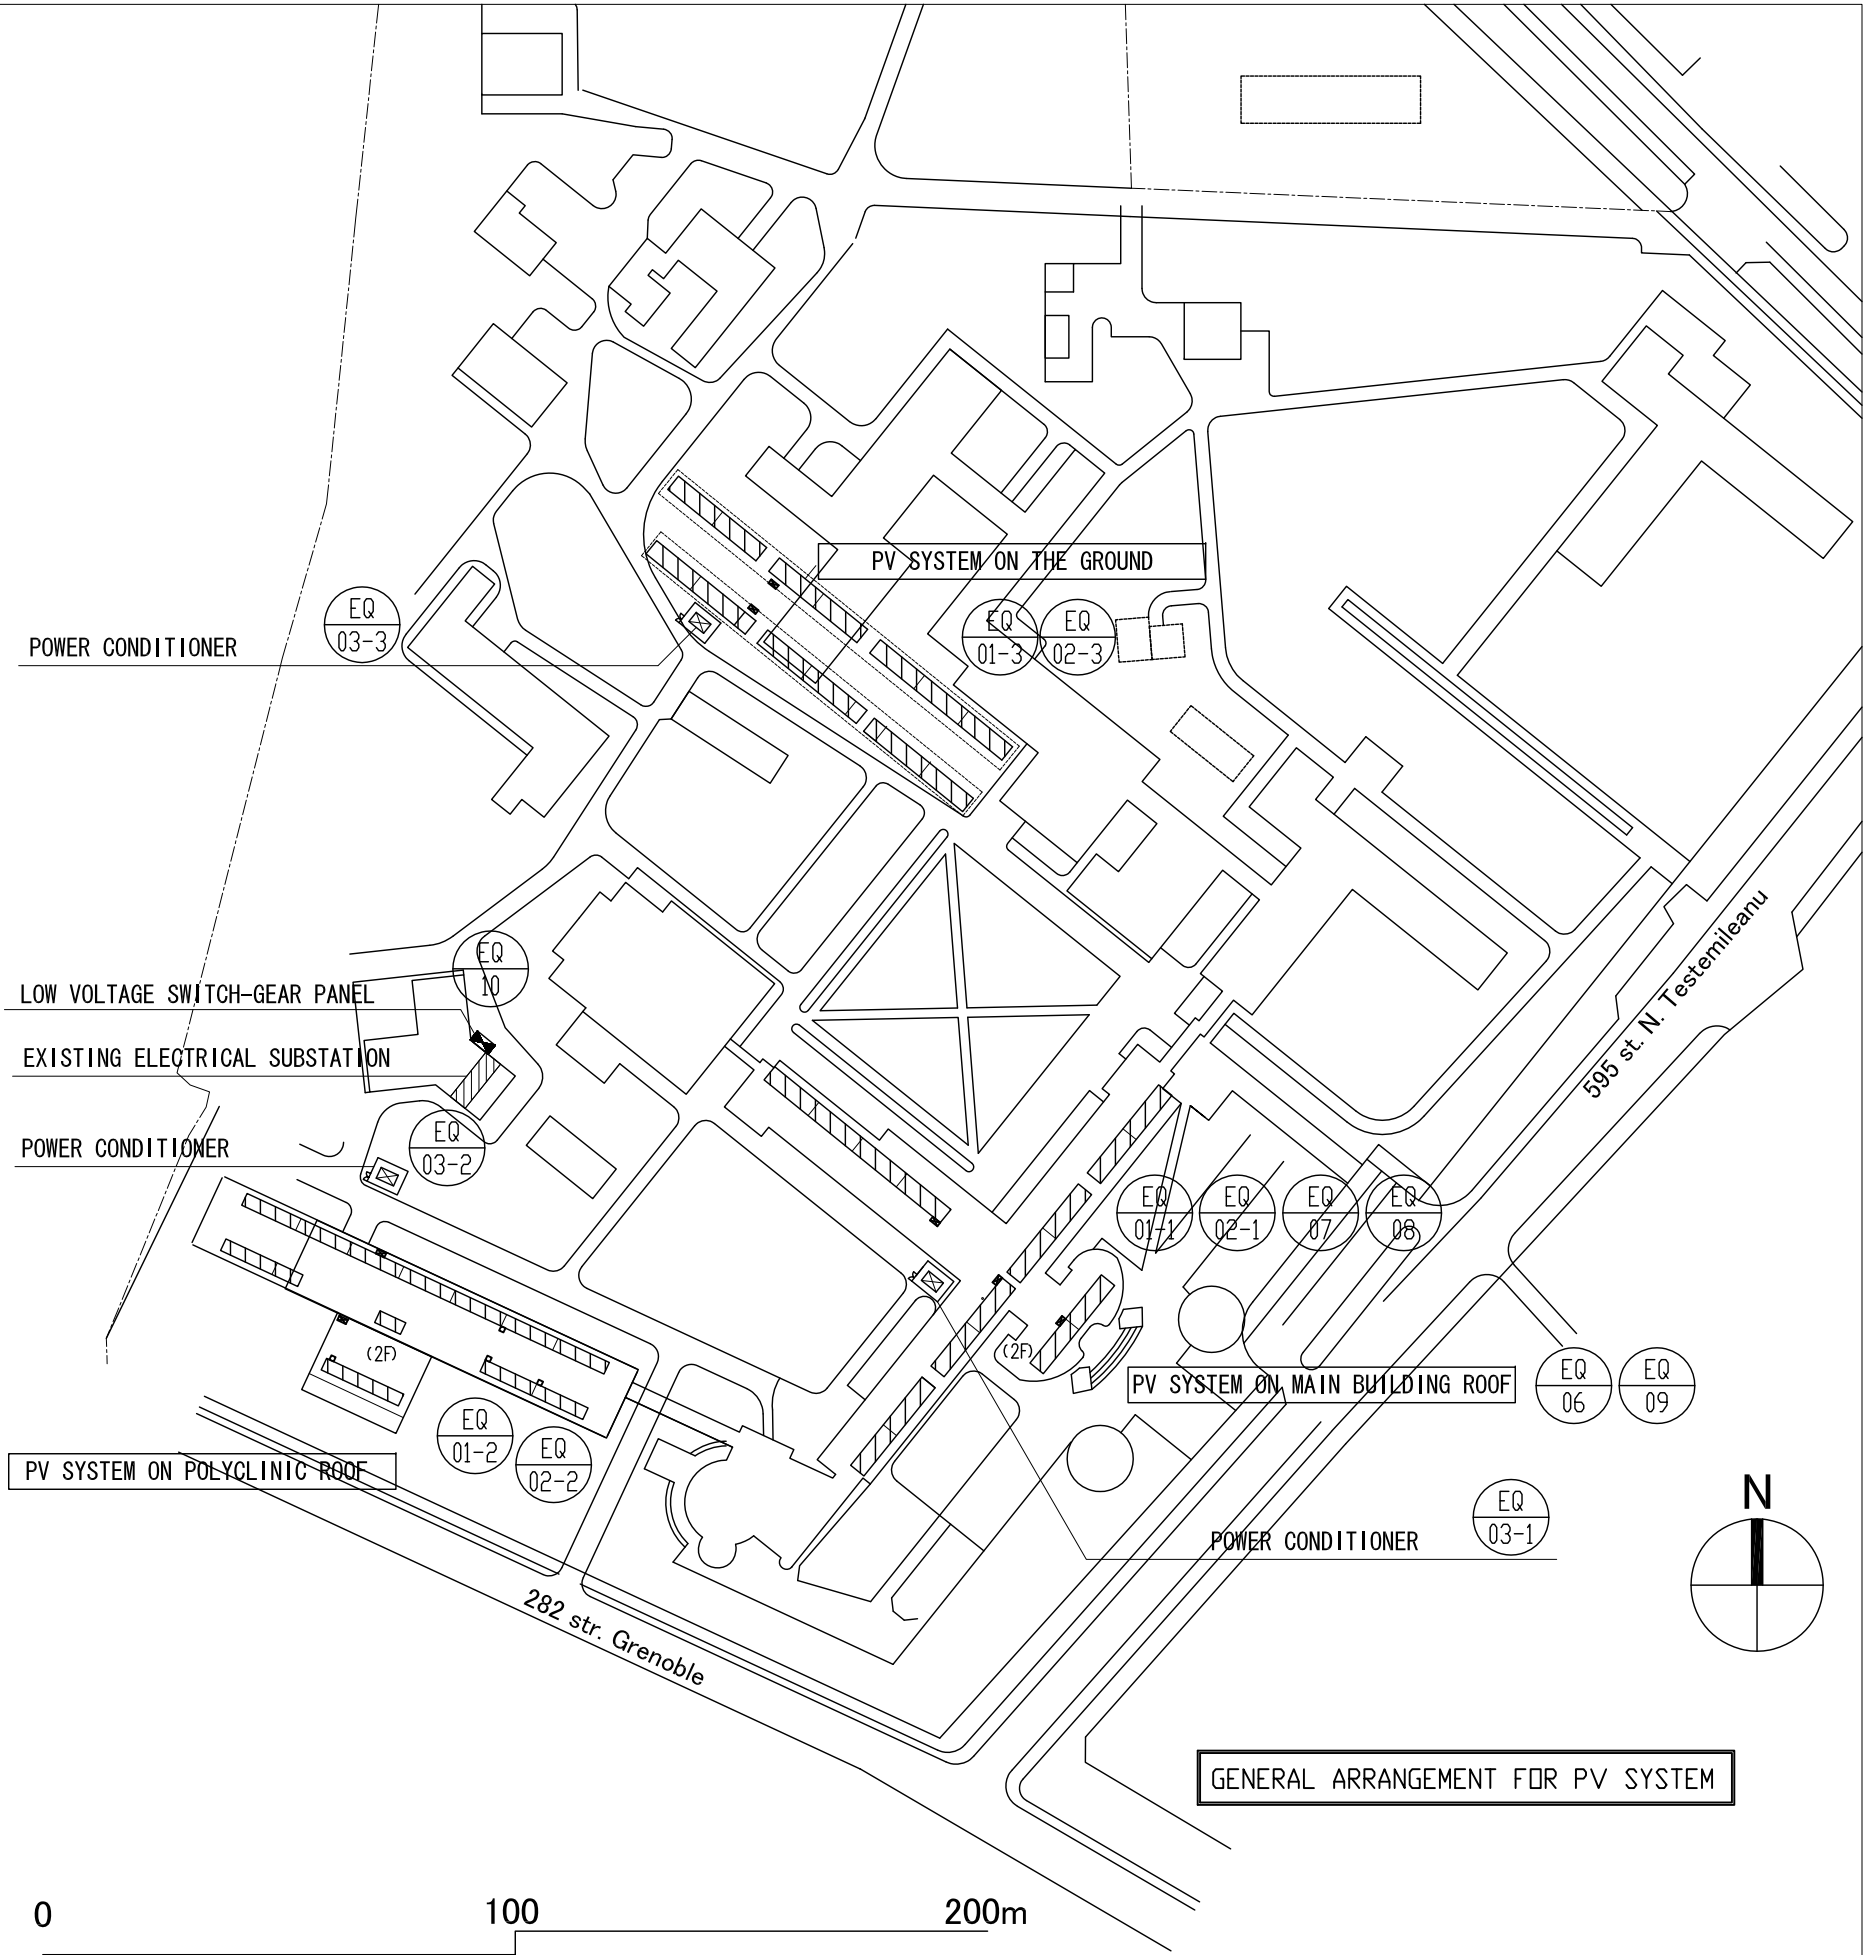 PV SYSTEM ON THE GROUND
EQ
03-3
POWER CONDITIONER
EQ
01-3
EQ
02-3
595 st. N. Testemileanu
EQ
10
LOW VOLTAGE SWITCH-GEAR PANEL
EXISTING ELECTRICAL SUBSTATION
POWER CONDITIONER
EQ
03-2
EQ
01-1
EQ
02-1
EQ
07
EQ
08
(2F)
(2F)
PV SYSTEM ON MAIN BUILDING ROOF
EQ
06
EQ
09
EQ
01-2
EQ
02-2
PV SYSTEM ON POLYCLINIC ROOF
POWER CONDITIONER
EQ
03-1
N
282 str. Grenoble
GENERAL ARRANGEMENT FOR PV SYSTEM
0 100 200m